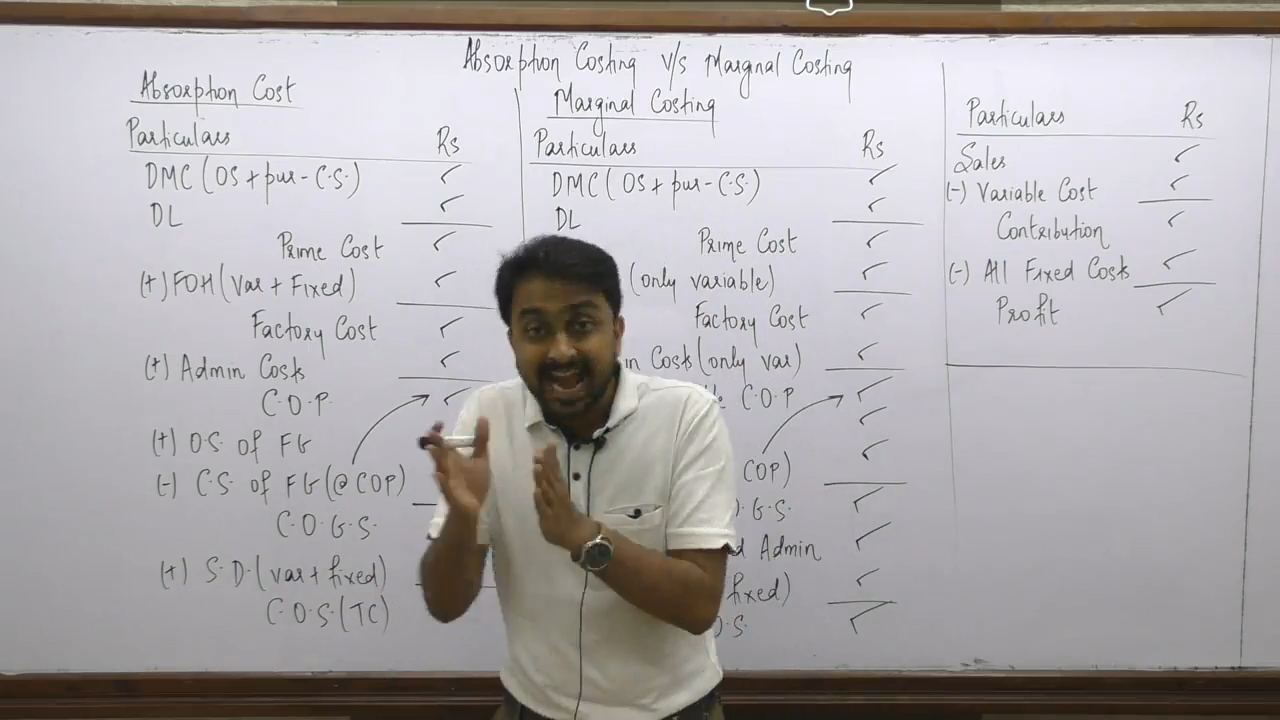 Absorption Costing v/s Marginal Costing
Absorption Cost
Particulars Rs
DMC (OS + pur - C.S.)
DL
Prime Cost
(+) FOH (Var + Fixed)
Factory Cost
(+) Admin Costs
C.O.P.
(+) O.S. of FG
(-) C.S. of FG (@ COP)
C.O.G.S.
(+) S.D. (var + fixed)
C.O.S. (TC)
Marginal Costing
Particulars Rs
DMC (OS + pur - C.S.)
DL
Prime Cost
(only variable)
Factory Cost
Costs (only var)
C.O.P
COP)
G.S.
Admin
fixed)
Particulars Rs
Sales
(-) Variable Cost
Contribution
(-) All Fixed Costs
Profit